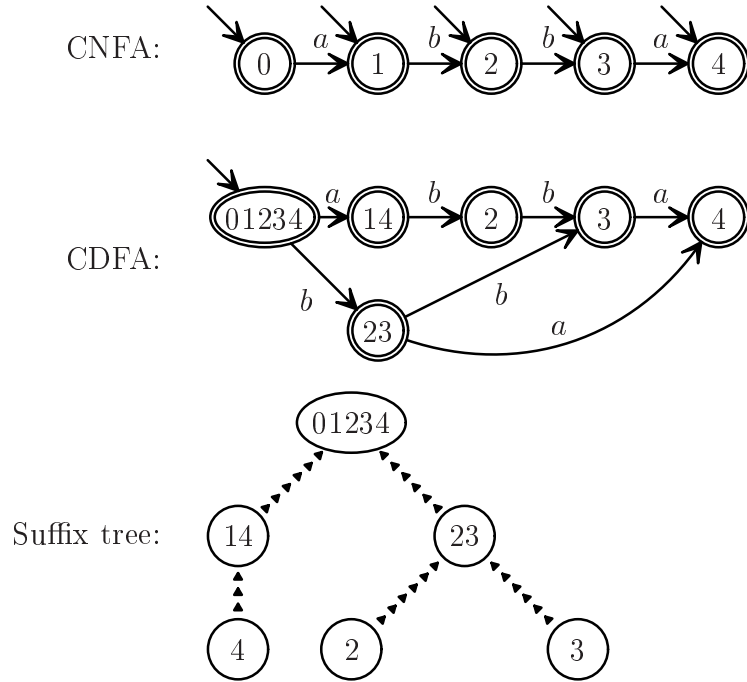 a b b a
CNFA: 0 1 2 3 4
a b b a
01234 14 2 3 4
CDFA:
b b a
23
01234
Suffix tree: 14 23
4 2 3